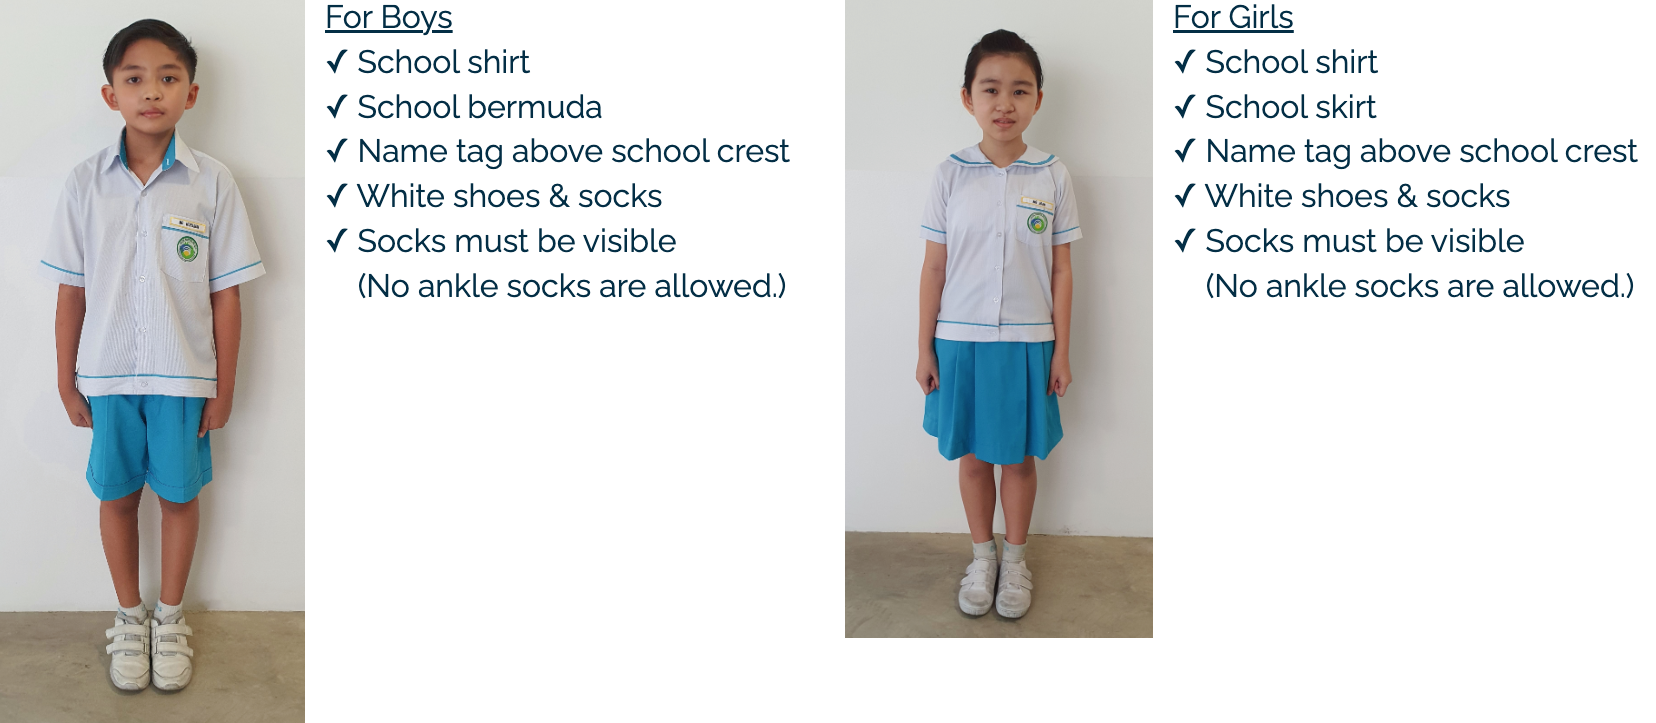 For Boys
✓ School shirt
✓ School bermuda
✓ Name tag above school crest
✓ White shoes & socks
✓ Socks must be visible
(No ankle socks are allowed.)
For Girls
✓ School shirt
✓ School skirt
✓ Name tag above school crest
✓ White shoes & socks
✓ Socks must be visible
(No ankle socks are allowed.)